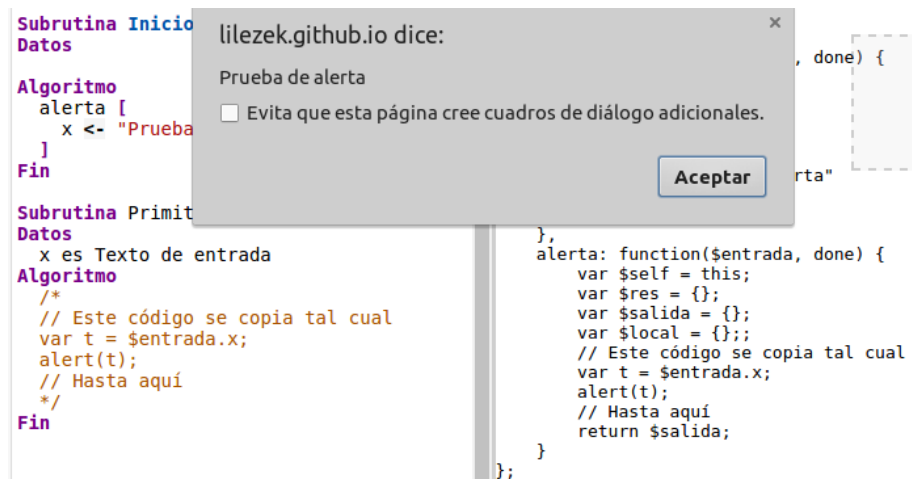 Subrutina Inicio
Datos
Algoritmo
alerta [
x <- "Prueba
]
Fin
Subrutina Primit
Datos
x es Texto de entrada
Algoritmo
/*
// Este código se copia tal cual
var t = $entrada.x;
alert(t);
// Hasta aquí
*/
Fin
lilezek.github.io dice:
×
Prueba de alerta
Evita que esta página cree cuadros de diálogo adicionales.
Aceptar
, done) {
rta"
},
alerta: function($entrada, done) {
var $self = this;
var $res = {};
var $salida = {};
var $local = {};;
// Este código se copia tal cual
var t = $entrada.x;
alert(t);
// Hasta aquí
return $salida;
}
};